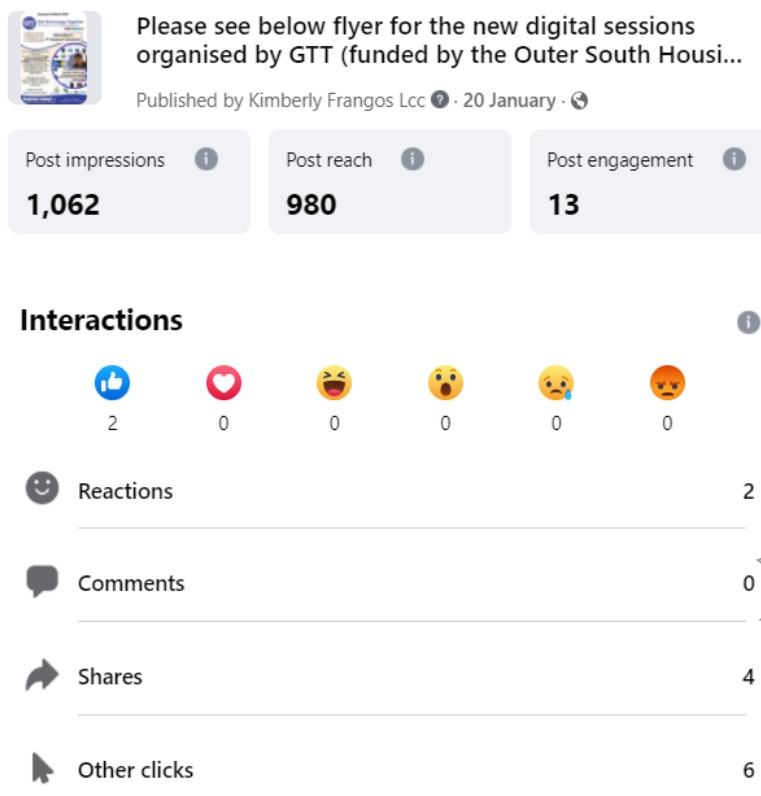 Please see below flyer for the new digital sessions
organised by GTT (funded by the Outer South Housi...
Published by Kimberly Frangos Lcc · 20 January ·
Post impressions
1,062
Post reach
980
Post engagement
13
Interactions
2 0 0 0 0 0
Reactions 2
Comments 0
Shares 4
Other clicks 6